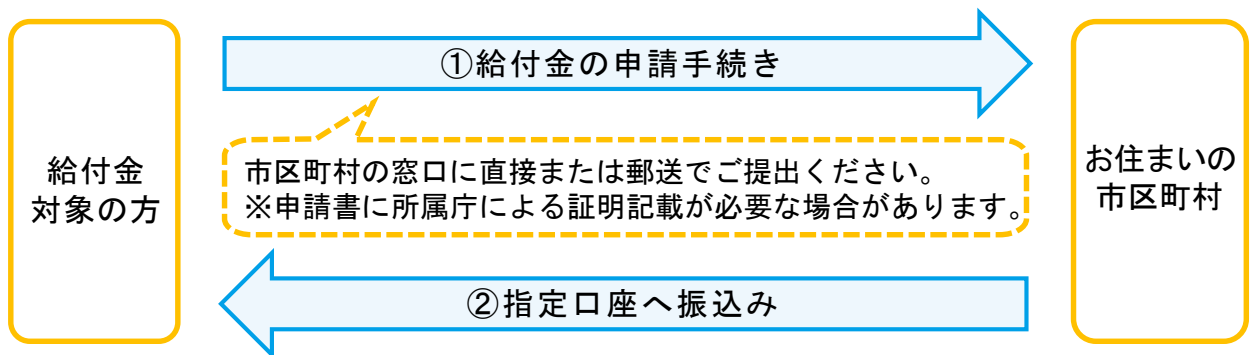 ①給付金の申請手続き
給付金
対象の方
市区町村の窓口に直接または郵送でご提出ください。
※申請書に所属庁による証明記載が必要な場合があります。
お住まいの
市区町村
②指定口座へ振込み